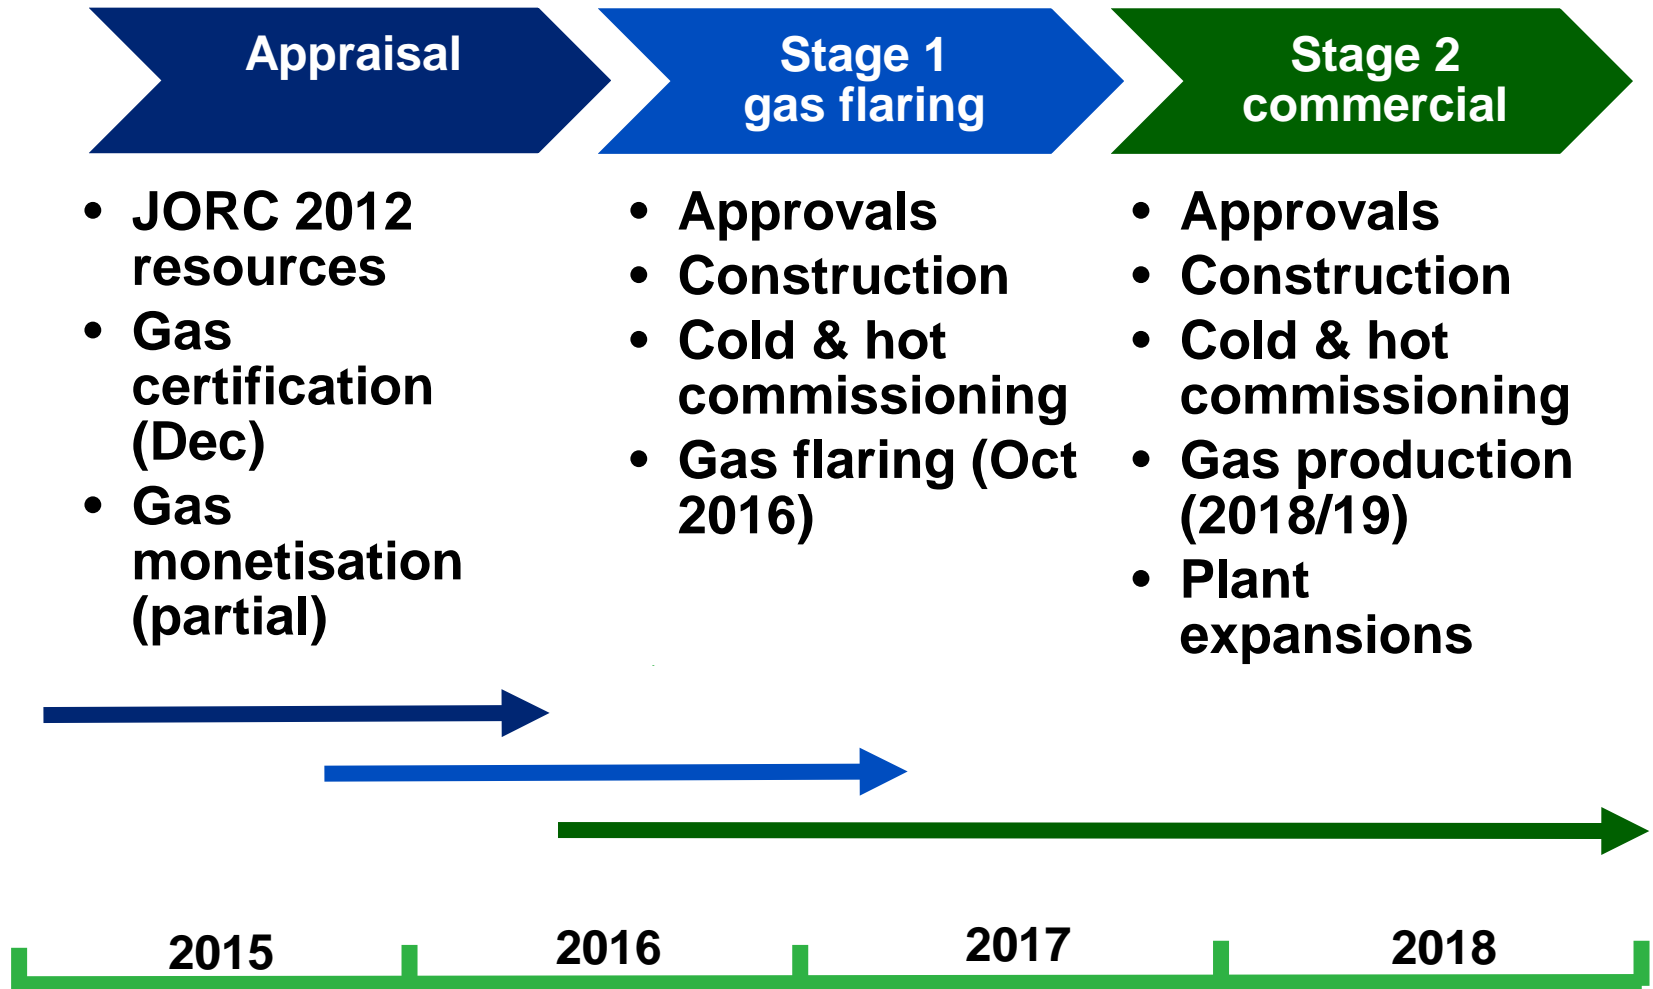 Appraisal
Stage 1
gas flaring
Stage 2
commercial
• JORC 2012
resources
• Gas
certification
(Dec)
• Gas
monetisation
(partial)
• Approvals
• Construction
• Cold & hot
commissioning
• Gas flaring (Oct
2016)
• Approvals
• Construction
• Cold & hot
commissioning
• Gas production
(2018/19)
• Plant
expansions
2015
2016
2017
2018